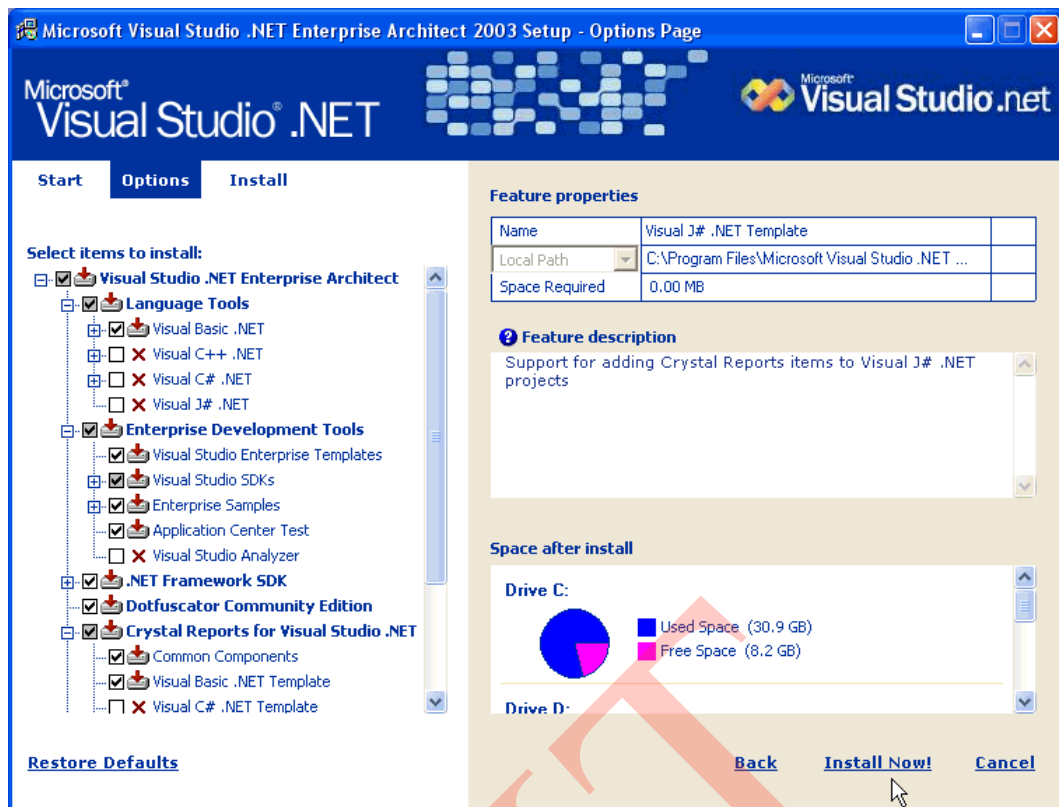 Microsoft Visual Studio .NET Enterprise Architect 2003 Setup - Options Page
Microsoft®
Visual Studio® .NET
Microsoft
Visual Studio.net
Start Options Install
Select items to install:
Visual Studio .NET Enterprise Architect
Language Tools
Visual Basic .NET
Visual C++ .NET
Visual C# .NET
Visual J# .NET
Enterprise Development Tools
Visual Studio Enterprise Templates
Visual Studio SDKs
Enterprise Samples
Application Center Test
Visual Studio Analyzer
.NET Framework SDK
Dotfuscator Community Edition
Crystal Reports for Visual Studio .NET
Common Components
Visual Basic .NET Template
Visual C# .NET Template
Restore Defaults
Feature properties
Name Visual J# .NET Template
Local Path C:\Program Files\Microsoft Visual Studio .NET ...
Space Required 0.00 MB
Feature description
Support for adding Crystal Reports items to Visual J# .NET
projects
Space after install
Drive C:
Used Space (30.9 GB)
Free Space (8.2 GB)
Drive D:
Back Install Now! Cancel